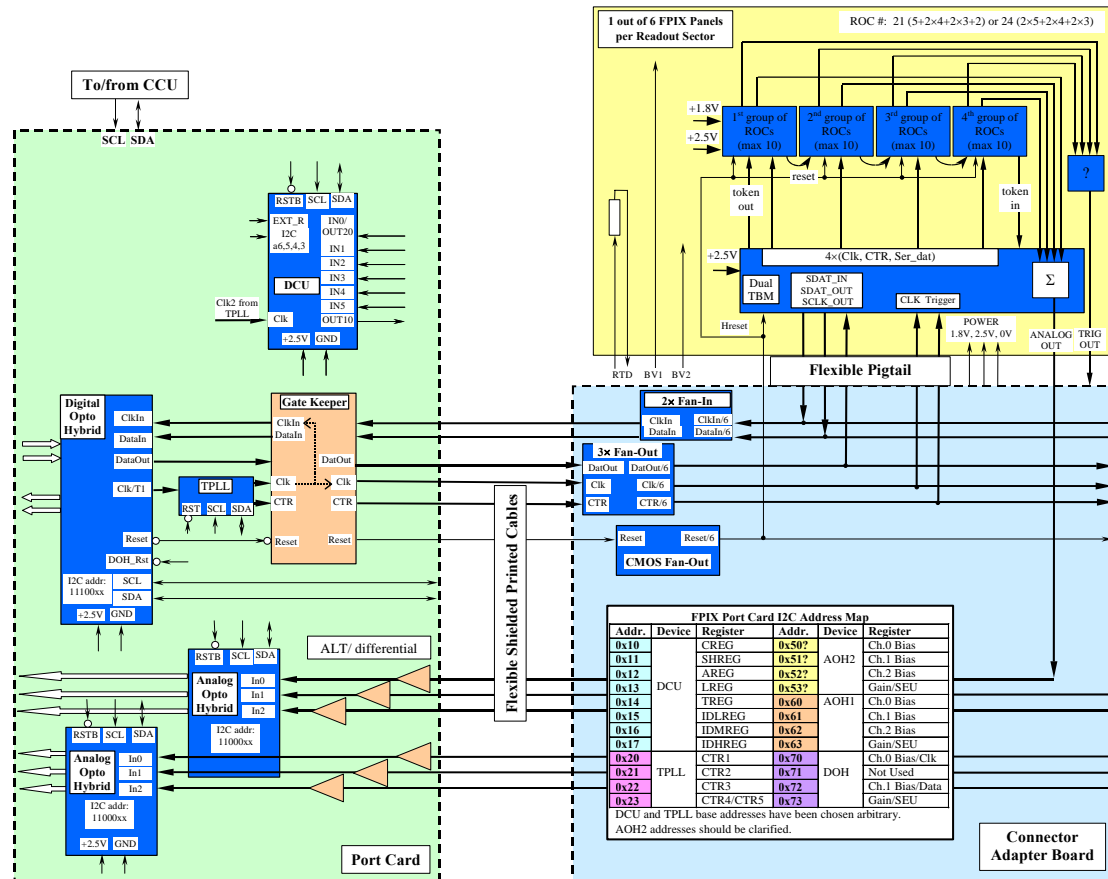 1 out of 6 FPIX Panels
per Readout Sector
ROC #: 21 (5+2×4+2×3+2) or 24 (2×5+2×4+2×3)
To/from CCU
SCL SDA
+1.8V
+2.5V
1st group of ROCs (max 10)
2nd group of ROCs (max 10)
3rd group of ROCs (max 10)
4th group of ROCs (max 10)
?
reset
token out
token in
+2.5V
4×(Clk, CTR, Ser_dat)
Dual TBM
SDAT_IN
SDAT_OUT
SCLK_OUT
CLK Trigger
Σ
Hreset
POWER
1.8V, 2.5V, 0V
ANALOG OUT
TRIG OUT
RTD
BV1
BV2
Flexible Pigtail
RSTB SCL SDA
EXT_R
I2C
a6,5,4,3
IN0/
OUT20
IN1
IN2
IN3
IN4
IN5
OUT10
DCU
Clk2 from
TPLL
Clk
+2.5V GND
Digital
Opto
Hybrid
ClkIn
DataIn
DataOut
Clk/T1
Reset
DOH_Rst
I2C addr:
11100xx
SCL
SDA
+2.5V GND
TPLL
RST SCL SDA
Gate Keeper
ClkIn
DataIn
DatOut
Clk Clk
CTR CTR
Reset Reset
Flexible Shielded Printed Cables
2× Fan-In
ClkIn ClkIn/6
DataIn DataIn/6
3× Fan-Out
DatOut DatOut/6
Clk Clk/6
CTR CTR/6
Reset Reset/6
CMOS Fan-Out
ALT/ differential
RSTB SCL SDA
Analog
Opto
Hybrid
In0
In1
In2
I2C addr:
11000xx
RSTB SCL SDA
Analog
Opto
Hybrid
In0
In1
In2
I2C addr:
11000xx
+2.5V GND
Port Card
FPIX Port Card I2C Address Map
Addr. Device Register Addr. Device Register
0x10 DCU CREG 0x50? AOH2 Ch.0 Bias
0x11 SHREG 0x51? Ch.1 Bias
0x12 AREG 0x52? Ch.2 Bias
0x13 LREG 0x53? Gain/SEU
0x14 TREG 0x60 AOH1 Ch.0 Bias
0x15 IDLREG 0x61 Ch.1 Bias
0x16 IDMREG 0x62 Ch.2 Bias
0x17 IDHREG 0x63 Gain/SEU
0x20 TPLL CTR1 0x70 DOH Ch.0 Bias/Clk
0x21 CTR2 0x71 Not Used
0x22 CTR3 0x72 Ch.1 Bias/Data
0x23 CTR4/CTR5 0x73 Gain/SEU
DCU and TPLL base addresses have been chosen arbitrary.
AOH2 addresses should be clarified.
Connector
Adapter Board